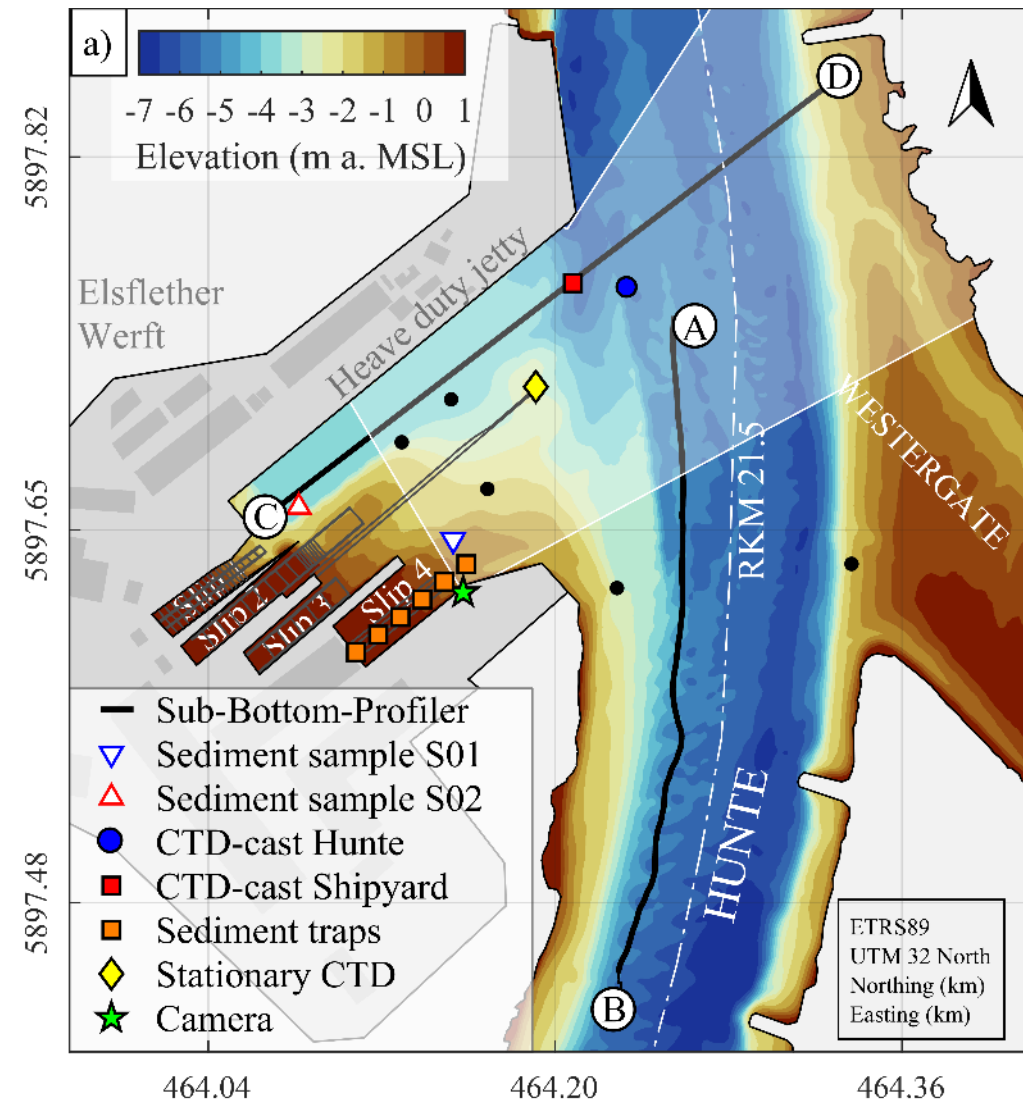 a)
-7 -6 -5 -4 -3 -2 -1 0 1
Elevation (m a. MSL)
D
5897.82
Heave duty jetty
Elsflether
Werft
A
WESTERGATE
RKM 21.5
5897.65
C
Slip
Slip 2
Slip 3
Slip 4
Sub-Bottom-Profiler
Sediment sample S01
Sediment sample S02
CTD-cast Hunte
CTD-cast Shipyard
Sediment traps
Stationary CTD
Camera
HUNTE
5897.48
B
ETRS89
UTM 32 North
Northing (km)
Easting (km)
464.04 464.20 464.36